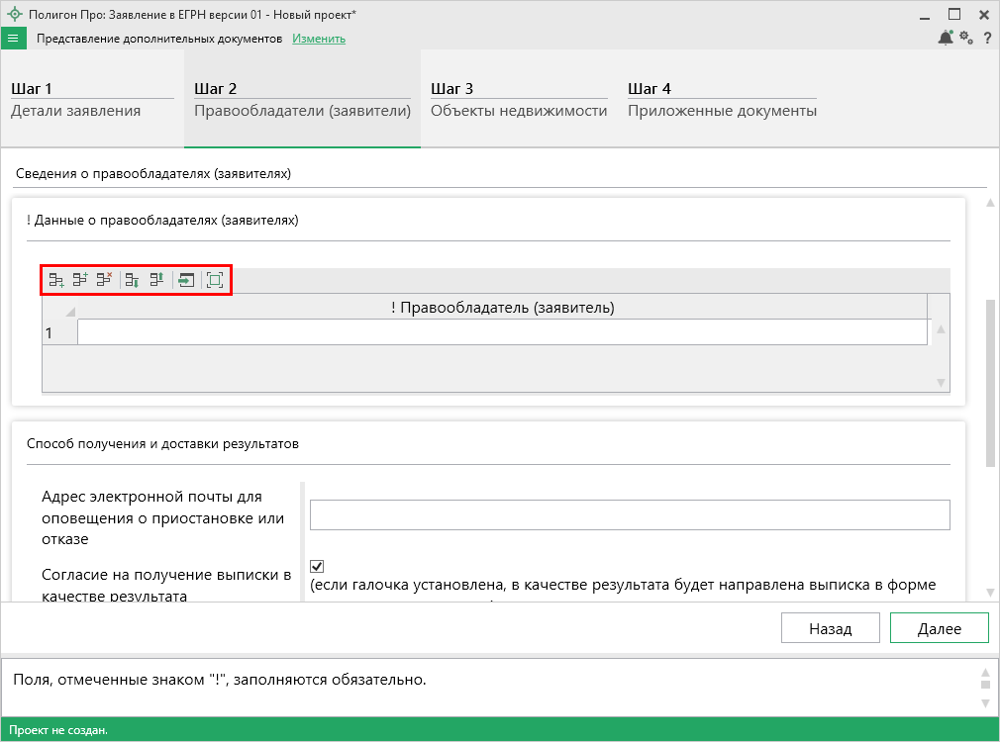 Полигон Про: Заявление в ЕГРН версии 01 - Новый проект*
Представление дополнительных документов Изменить
Шаг 1
Детали заявления
Шаг 2
Правообладатели (заявители)
Шаг 3
Объекты недвижимости
Шаг 4
Приложенные документы
Сведения о правообладателях (заявителях)
! Данные о правообладателях (заявителях)
! Правообладатель (заявитель)
1
Способ получения и доставки результатов
Адрес электронной почты для
оповещения о приостановке или
отказе
Согласие на получение выписки в
качестве результата
(если галочка установлена, в качестве результата будет направлена выписка в форме
Назад
Далее
Поля, отмеченные знаком "!", заполняются обязательно.
Проект не создан.